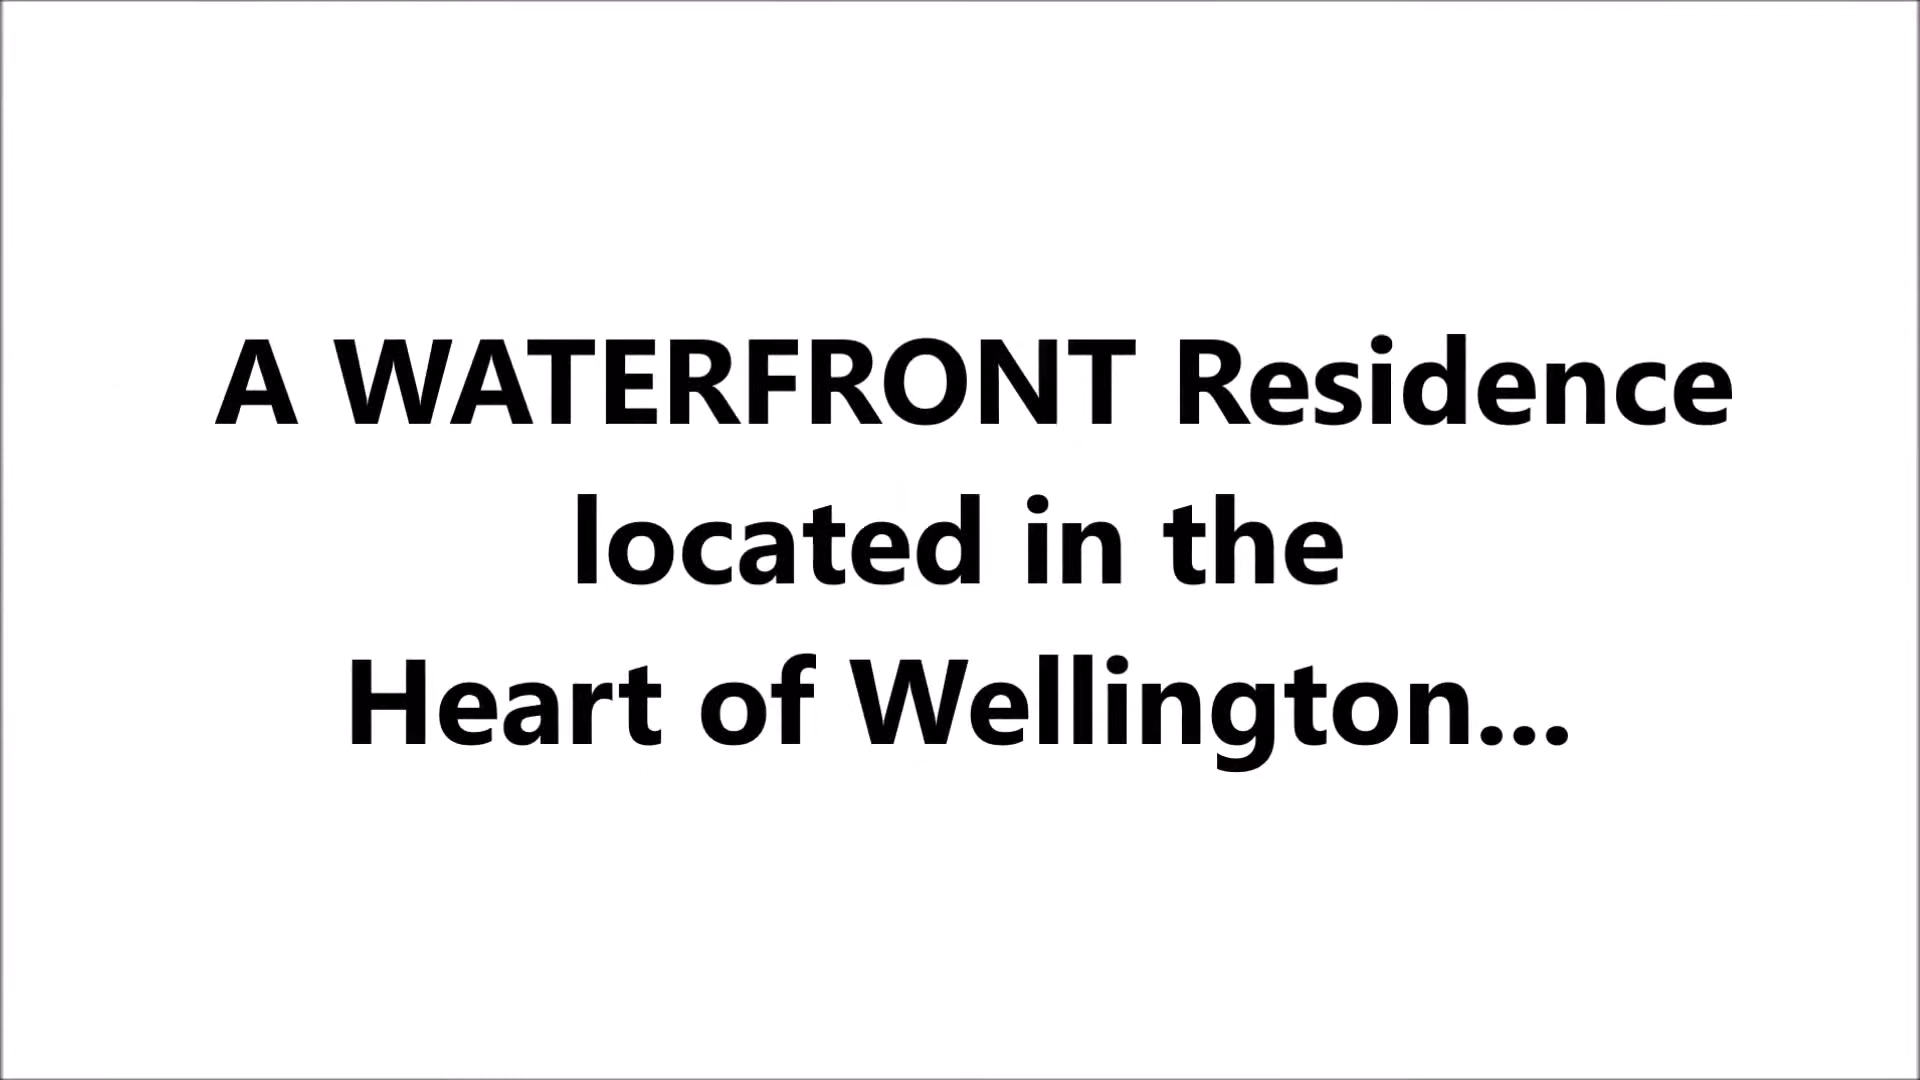 A WATERFRONT Residence
located in the
Heart of Wellington...